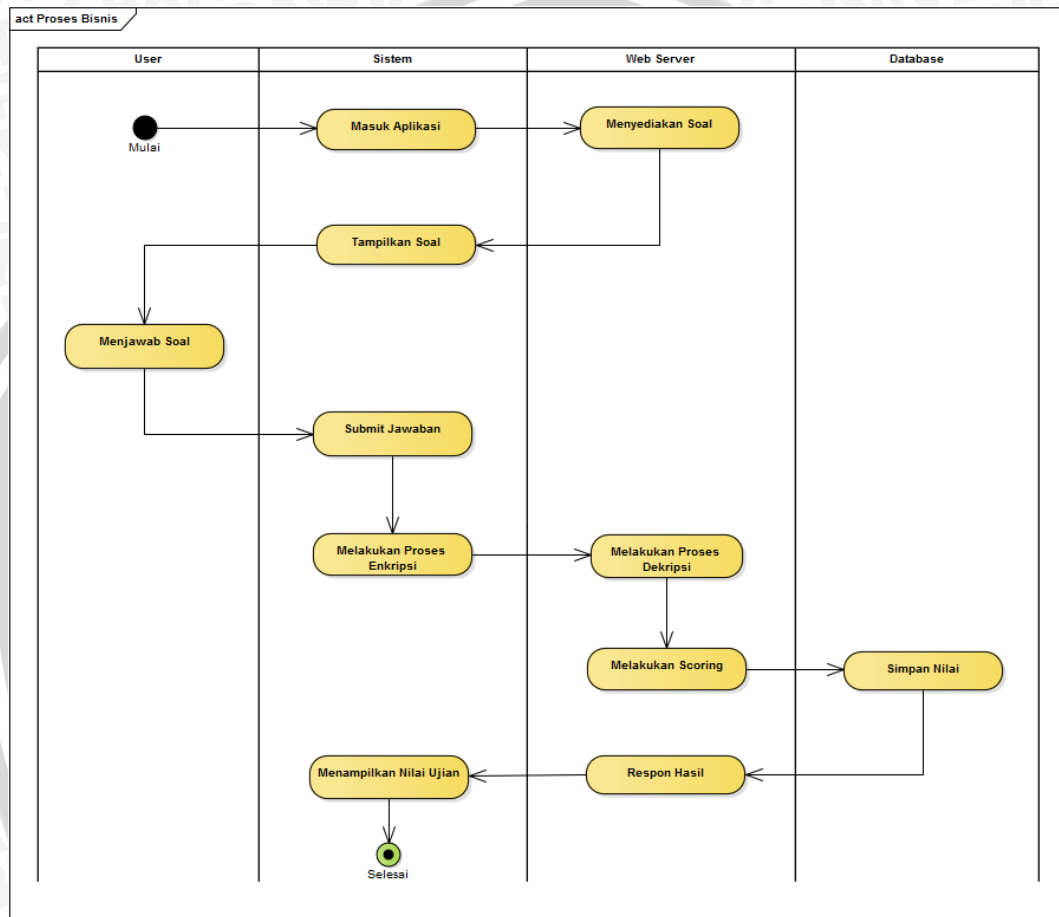 act Proses Bisnis
User
Sistem
Web Server
Database
Mulai
Masuk Aplikasi
Menyediakan Soal
Tampilkan Soal
Menjawab Soal
Submit Jawaban
Melakukan Proses
Enkripsi
Melakukan Proses
Dekripsi
Melakukan Scoring
Simpan Nilai
Respon Hasil
Menampilkan Nilai Ujian
Selesai